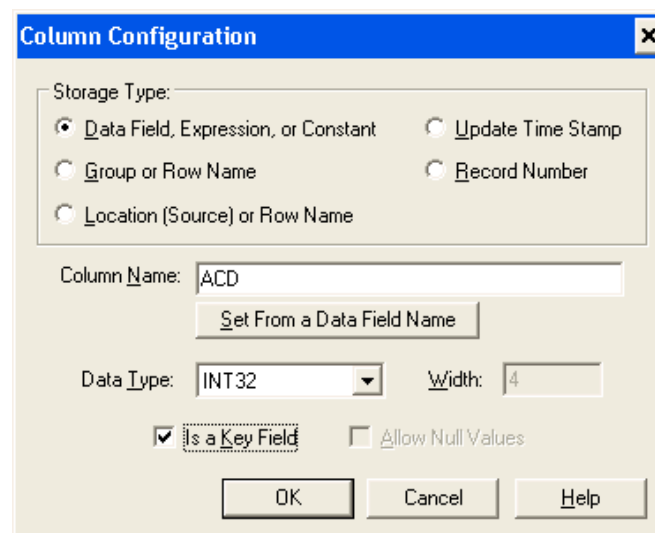 Column Configuration
Storage Type:
Data Field, Expression, or Constant
Update Time Stamp
Group or Row Name
Record Number
Location (Source) or Row Name
Column Name: ACD
Set From a Data Field Name
Data Type: INT32 Width: 4
Is a Key Field Allow Null Values
OK Cancel Help